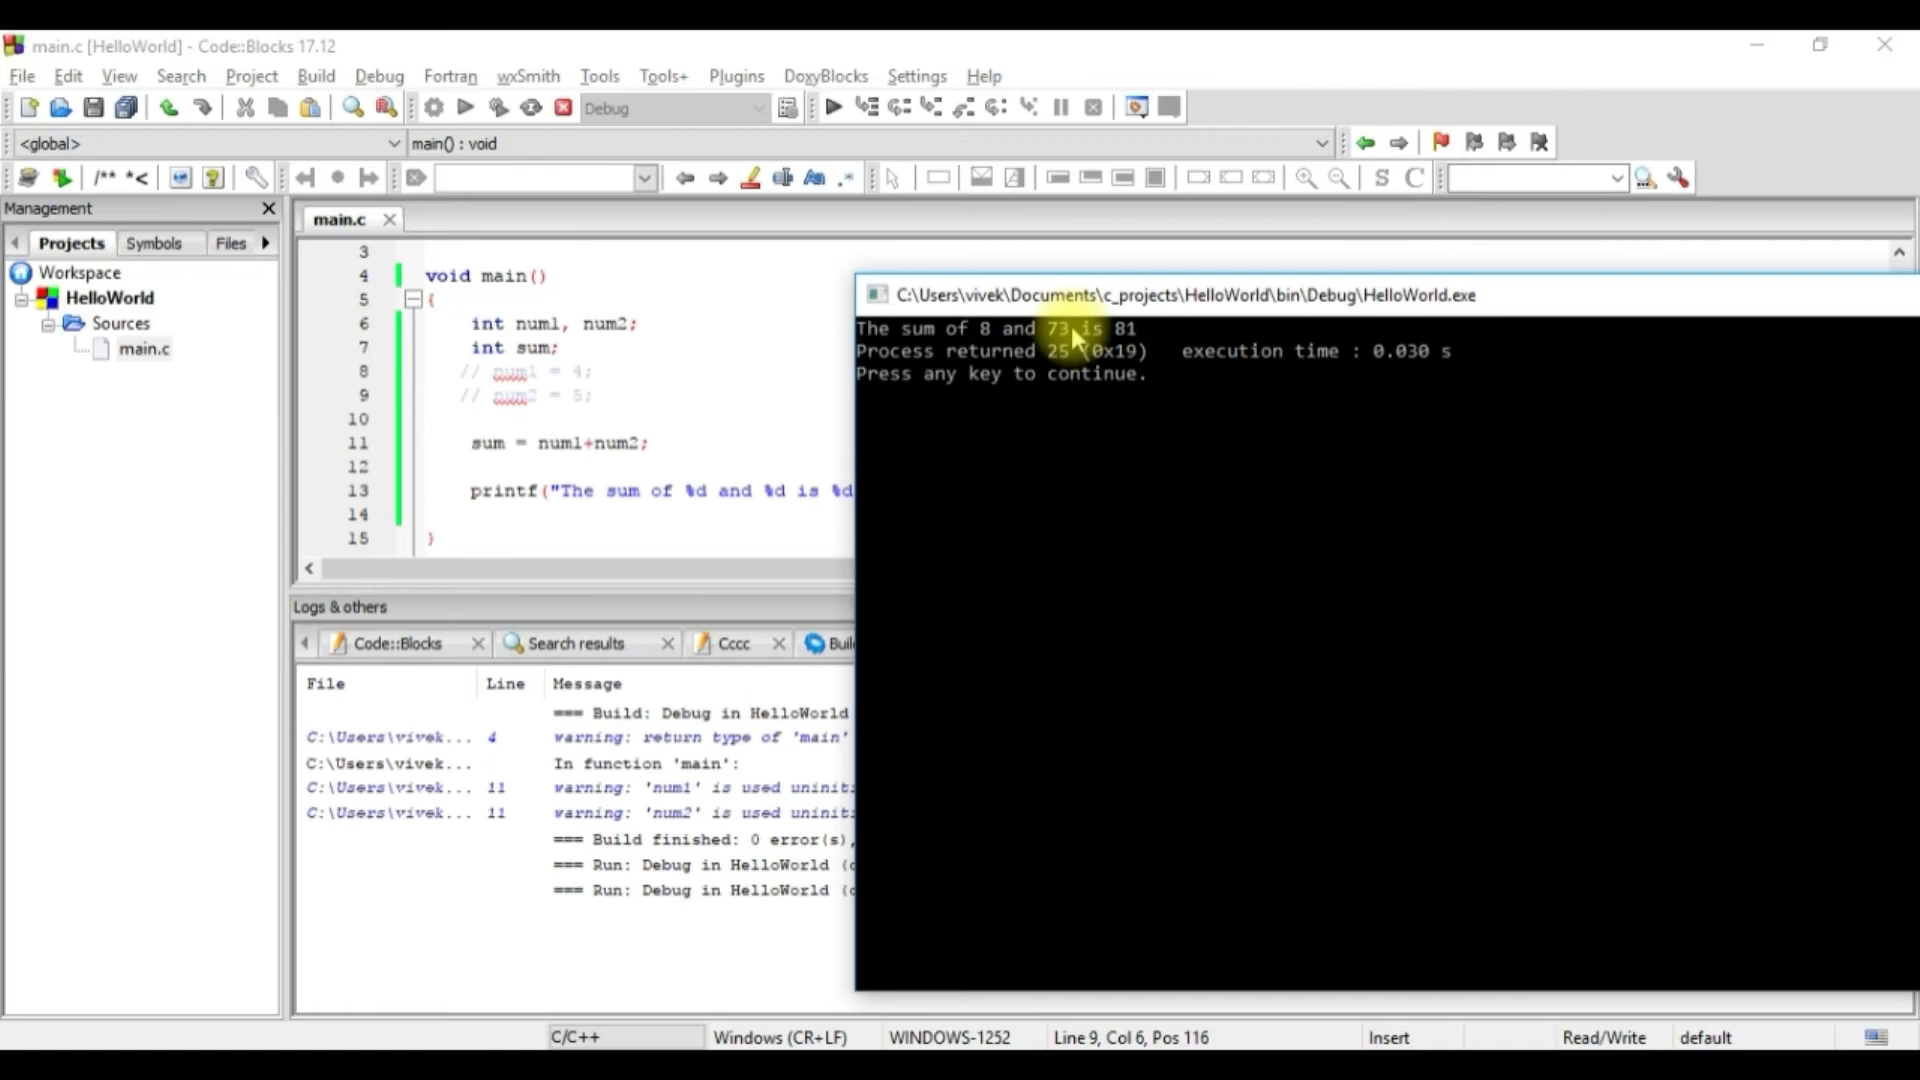 main.c [HelloWorld] - Code::Blocks 17.12
File Edit View Search Project Build Debug Fortran wxSmith Tools Tools+ Plugins DoxyBlocks Settings Help
Debug
<global> main() : void
/** *< .* S C
Management
Projects Symbols Files
Workspace
HelloWorld
Sources
main.c
main.c
3
4 void main()
5 {
6 int num1, num2;
7 int sum;
8 // num1 = 4;
9 // num2 = 5;
10
11 sum = num1+num2;
12
13 printf("The sum of %d and %d is %d
14
15 }
C:\Users\vivek\Documents\c_projects\HelloWorld\bin\Debug\HelloWorld.exe
The sum of 8 and 73 is 81
Process returned 25 (0x19) execution time : 0.030 s
Press any key to continue.
Logs & others
Code::Blocks Search results Cccc
File Line Message
=== Build: Debug in HelloWorld
C:\Users\vivek... 4 warning: return type of 'main'
C:\Users\vivek... In function 'main':
C:\Users\vivek... 11 warning: 'num1' is used uniniti
C:\Users\vivek... 11 warning: 'num2' is used uniniti
=== Build finished: 0 error(s),
=== Run: Debug in HelloWorld (c
=== Run: Debug in HelloWorld (c
C/C++ Windows (CR+LF) WINDOWS-1252 Line 9, Col 6, Pos 116 Insert Read/Write default